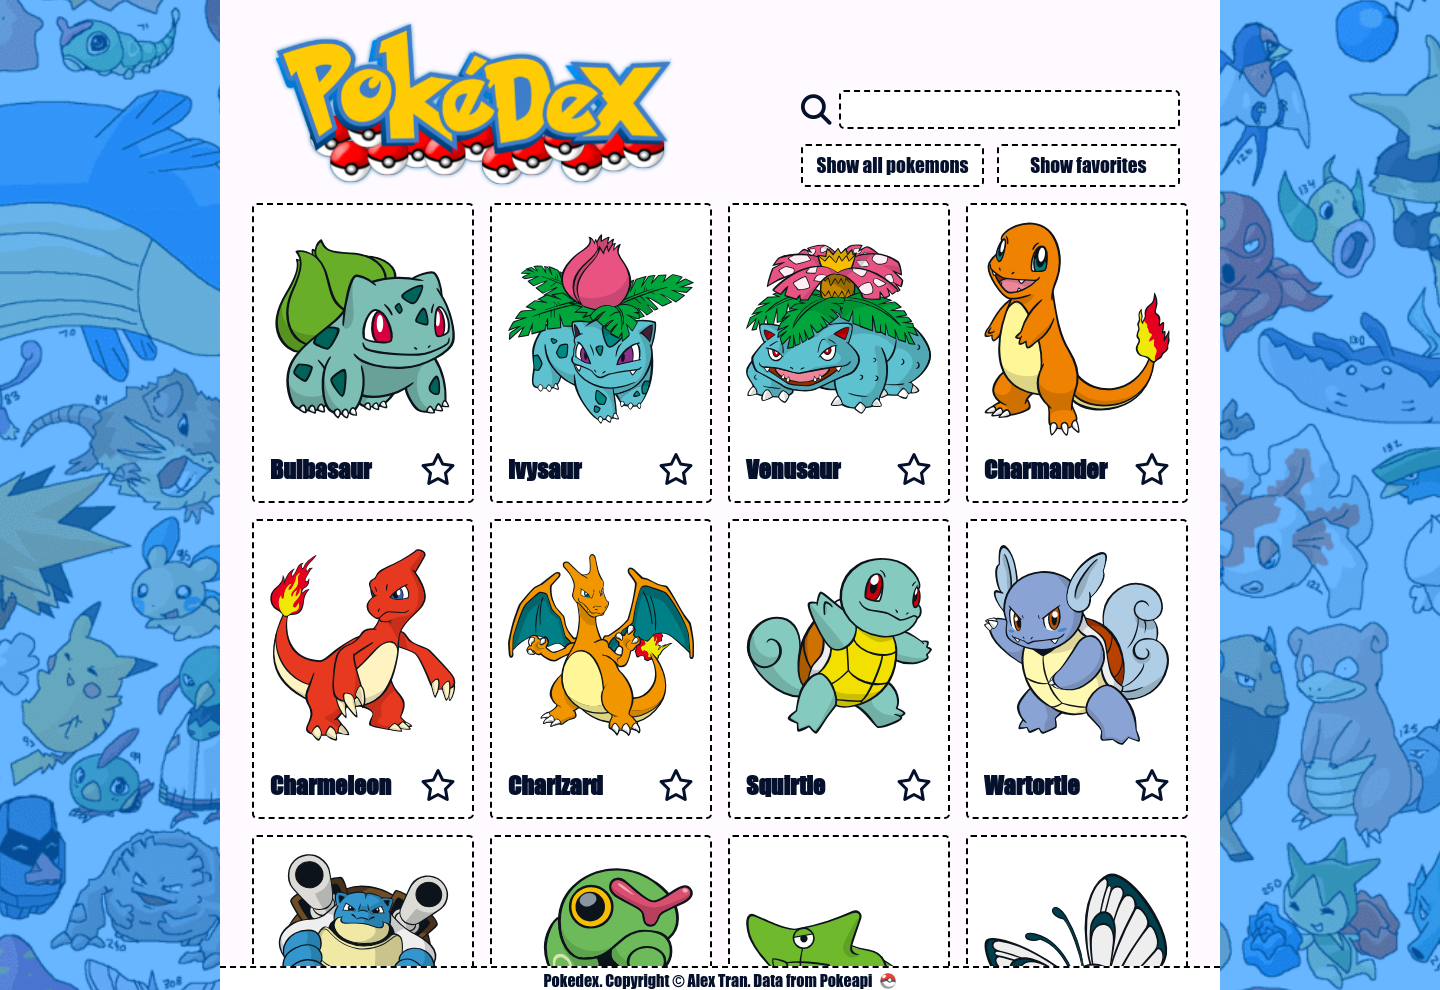 PokéDex
Show all pokemons
Show favorites
Bulbasaur
Ivysaur
Venusaur
Charmander
Charmeleon
Charizard
Squirtle
Wartortle
Pokedex. Copyright © Alex Tran. Data from Pokeapi